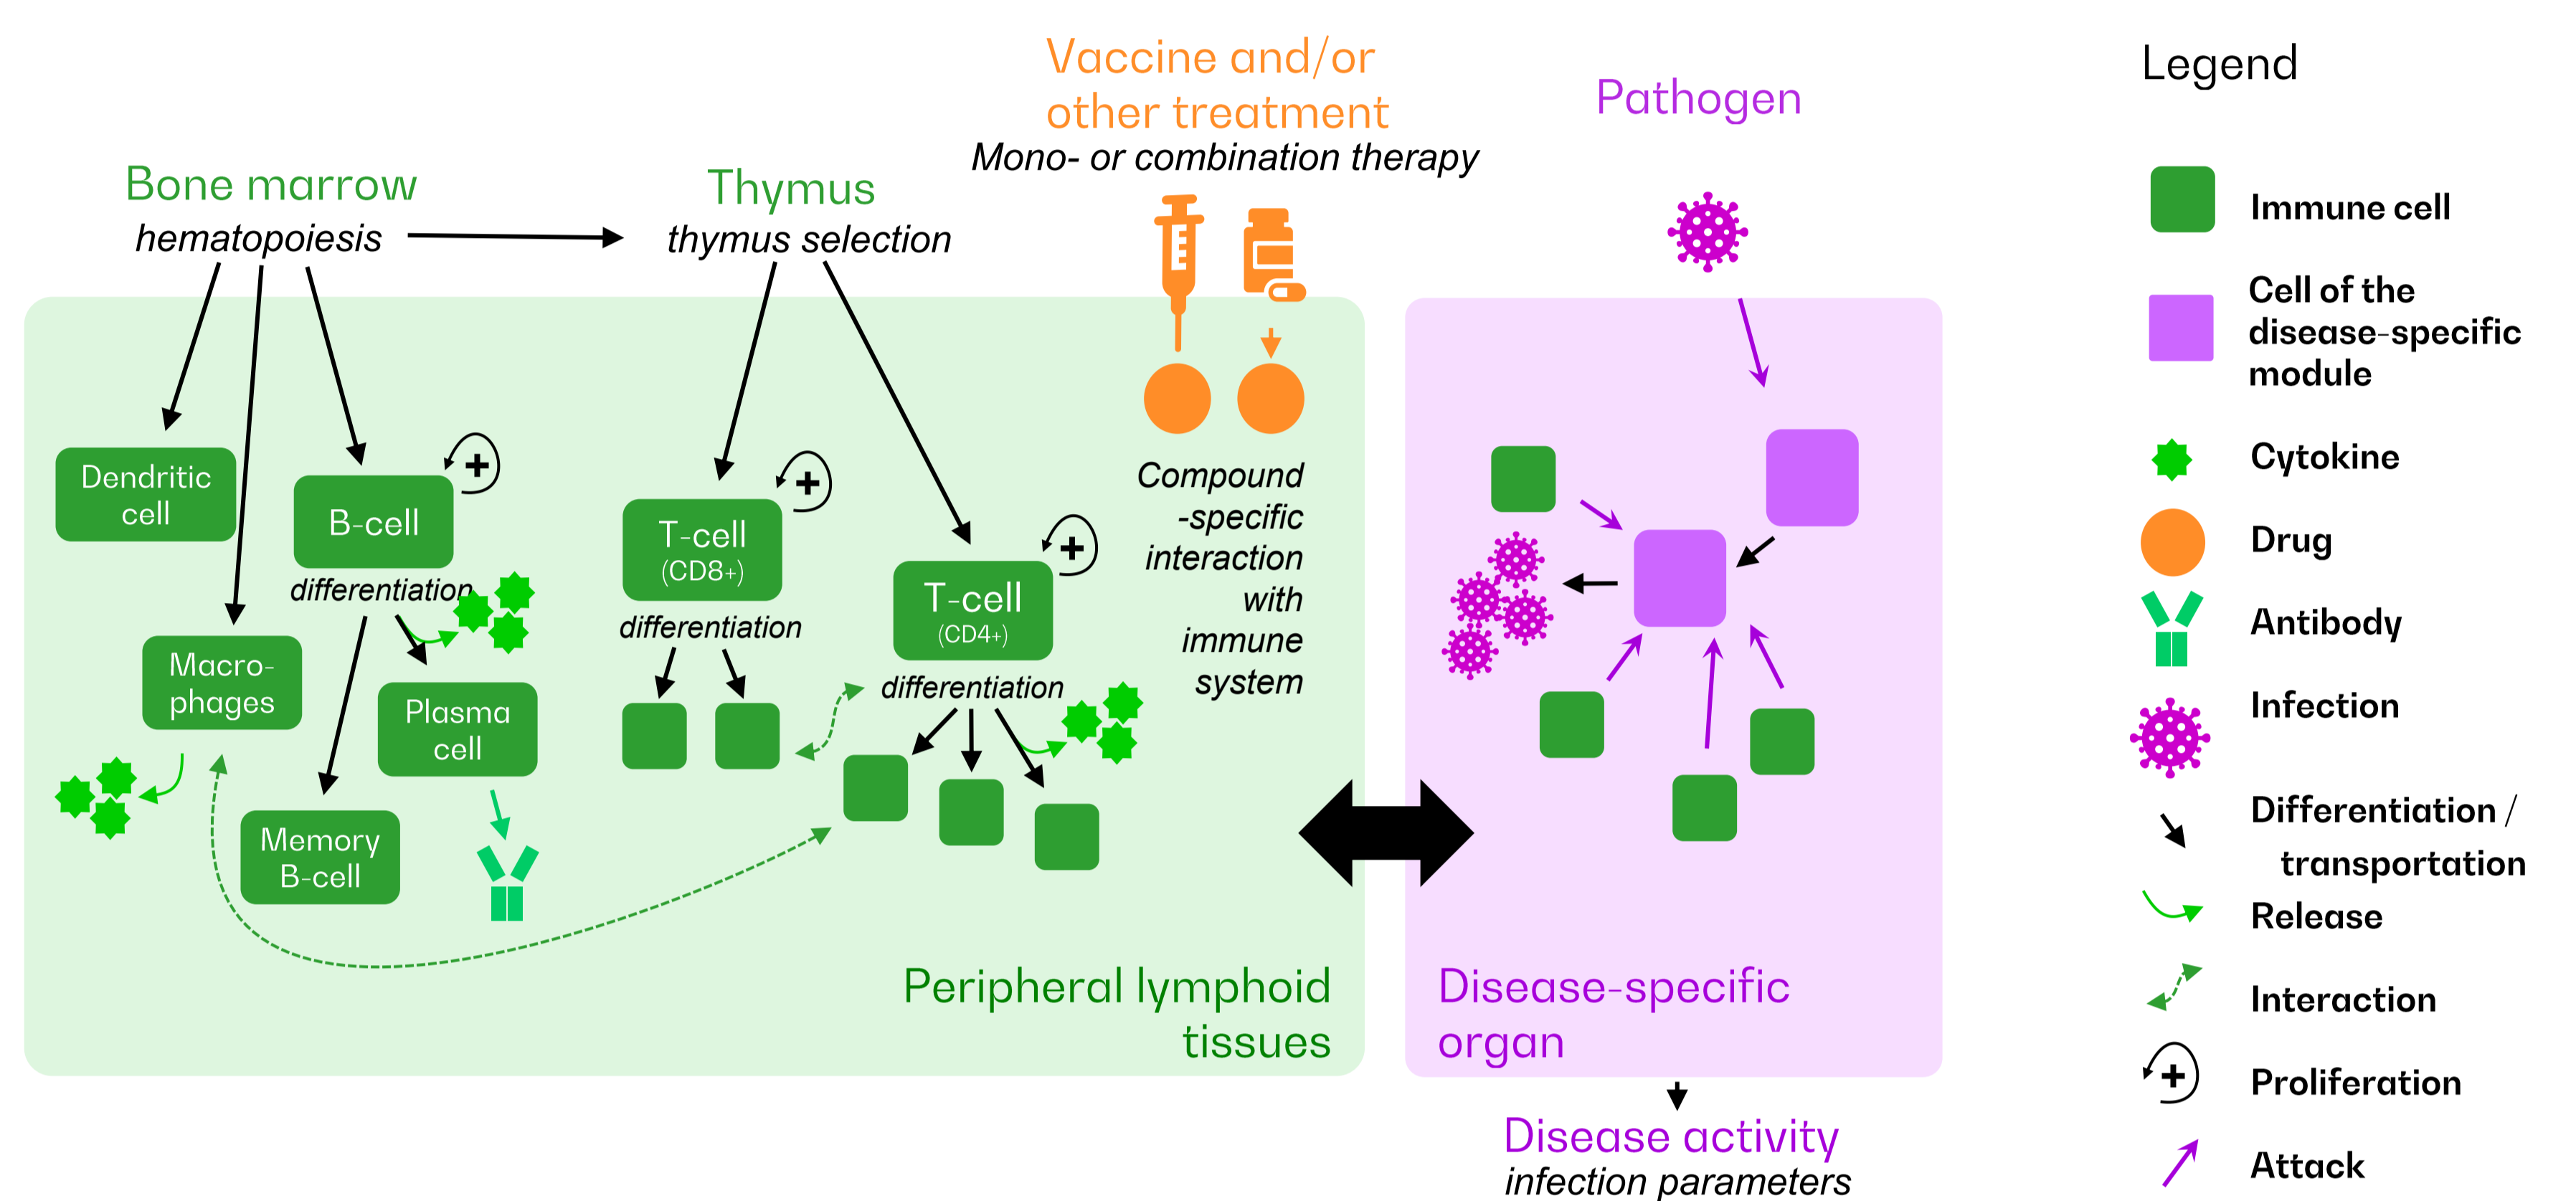 Vaccine and/or
other treatment
Mono- or combination therapy
Pathogen
Bone marrow
hematopoiesis
Thymus
thymus selection
Dendritic
cell
B-cell
differentiation
Macro-
phages
Plasma
cell
Memory
B-cell
T-cell
(CD8+)
differentiation
T-cell
(CD4+)
differentiation
Compound
-specific
interaction
with
immune
system
Peripheral lymphoid
tissues
Disease-specific
organ
Disease activity
infection parameters
Legend
Immune cell
Cell of the
disease-specific
module
Cytokine
Drug
Antibody
Infection
Differentiation /
transportation
Release
Interaction
Proliferation
Attack